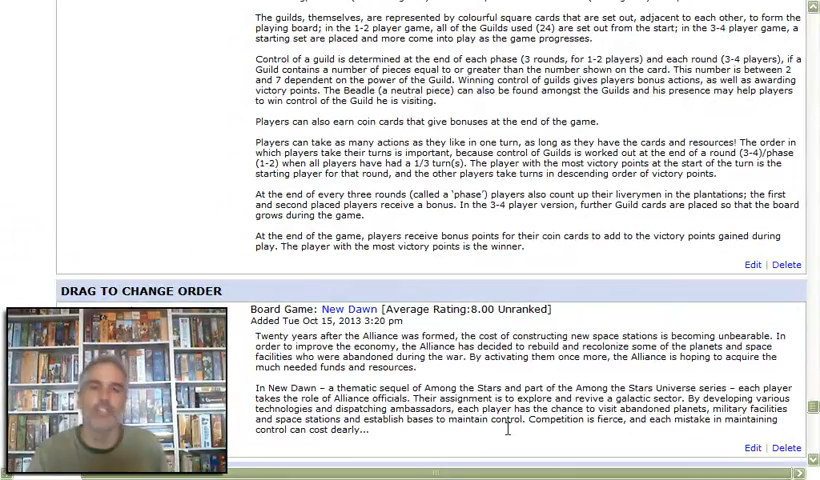 The guilds, themselves, are represented by colourful square cards that are set out, adjacent to each other, to form the
playing board; in the 1-2 player game, all of the Guilds used (24) are set out from the start; in the 3-4 player game, a
starting set are placed and more come into play as the game progresses.
Control of a guild is determined at the end of each phase (3 rounds, for 1-2 players) and each round (3-4 players), if a
Guild contains a number of pieces equal to or greater than the number shown on the card. This number is between 2
and 7 dependent on the power of the Guild. Winning control of guilds gives players bonus actions, as well as awarding
victory points. The Beadle (a neutral piece) can also be found amongst the Guilds and his presence may help players
to win control of the Guild he is visiting.
Players can also earn coin cards that give bonuses at the end of the game.
Players can take as many actions as they like in one turn, as long as they have the cards and resources! The order in
which players take their turns is important, because control of Guilds is worked out at the end of a round (3-4)/phase
(1-2) when all players have had a 1/3 turn(s). The player with the most victory points at the start of the turn is the
starting player for that round, and the other players take turns in descending order of victory points.
At the end of every three rounds (called a 'phase') players also count up their liverymen in the plantations; the first
and second placed players receive a bonus. In the 3-4 player version, further Guild cards are placed so that the board
grows during the game.
At the end of the game, players receive bonus points for their coin cards to add to the victory points gained during
play. The player with the most victory points is the winner.
Edit | Delete
DRAG TO CHANGE ORDER
Board Game: New Dawn [Average Rating:8.00 Unranked]
Added Tue Oct 15, 2013 3:20 pm
Twenty years after the Alliance was formed, the cost of constructing new space stations is becoming unbearable. In
order to improve the economy, the Alliance has decided to rebuild and recolonize some of the planets and space
facilities who were abandoned during the war. By activating them once more, the Alliance is hoping to acquire the
much needed funds and resources.
In New Dawn – a thematic sequel of Among the Stars and part of the Among the Stars Universe series – each player
takes the role of Alliance officials. Their assignment is to explore and revive a galactic sector. By developing various
technologies and dispatching ambassadors, each player has the chance to visit abandoned planets, military facilities
and space stations and establish bases to maintain control. Competition is fierce, and each mistake in maintaining
control can cost dearly...
Edit | Delete